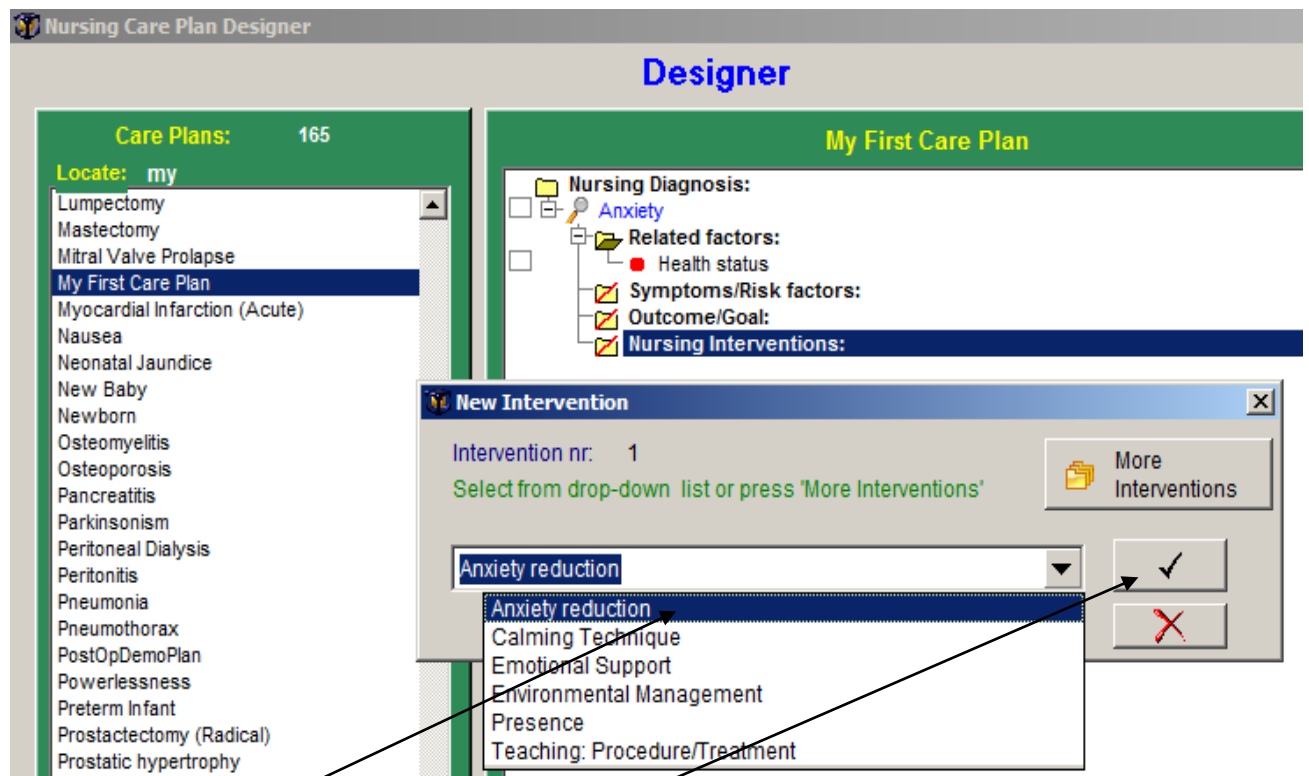 Nursing Care Plan Designer
Designer
Care Plans: 165
Locate: my
Lumpectomy
Mastectomy
Mitral Valve Prolapse
My First Care Plan
Myocardial Infarction (Acute)
Nausea
Neonatal Jaundice
New Baby
Newborn
Osteomyelitis
Osteoporosis
Pancreatitis
Parkinsonism
Peritoneal Dialysis
Peritonitis
Pneumonia
Pneumothorax
PostOpDemoPlan
Powerlessness
Preterm Infant
Prostactectomy (Radical)
Prostatic hypertrophy
My First Care Plan
Nursing Diagnosis:
Anxiety
Related factors:
Health status
Symptoms/Risk factors:
Outcome/Goal:
Nursing Interventions:
New Intervention
Intervention nr: 1
Select from drop-down list or press 'More Interventions'
More
Interventions
Anxiety reduction
Anxiety reduction
Calming Technique
Emotional Support
Environmental Management
Presence
Teaching: Procedure/Treatment